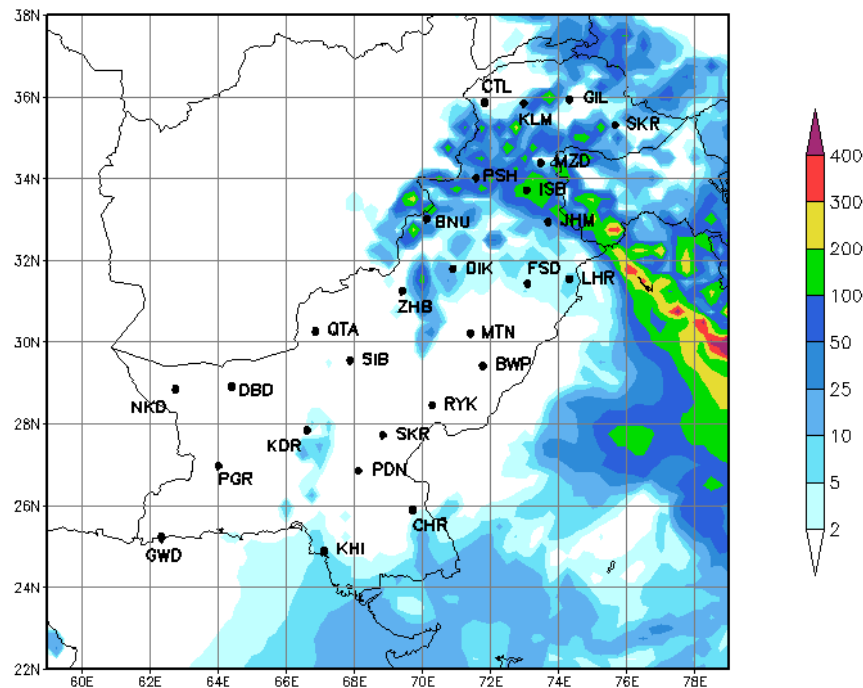 38N
36N
34N
32N
30N
28N
26N
24N
22N
CTL
KLM
GIL
SKR
MZD
PSH
ISB
BNU
JHM
DIK
FSD
LHR
ZHB
QTA
MTN
SIB
BWP
NKD
DBD
RYK
KDR
SKR
PGR
PDN
CHR
GWD
KHI
60E
62E
64E
66E
68E
70E
72E
74E
76E
78E
400
300
200
100
50
25
10
5
2